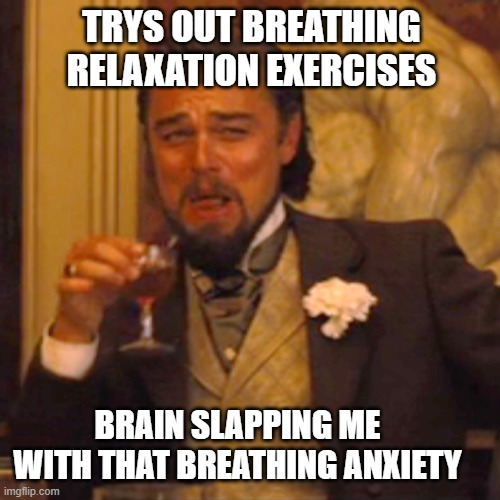 TRYS OUT BREATHING
RELAXATION EXERCISES
BRAIN SLAPPING ME
WITH THAT BREATHING ANXIETY
imgflip.com